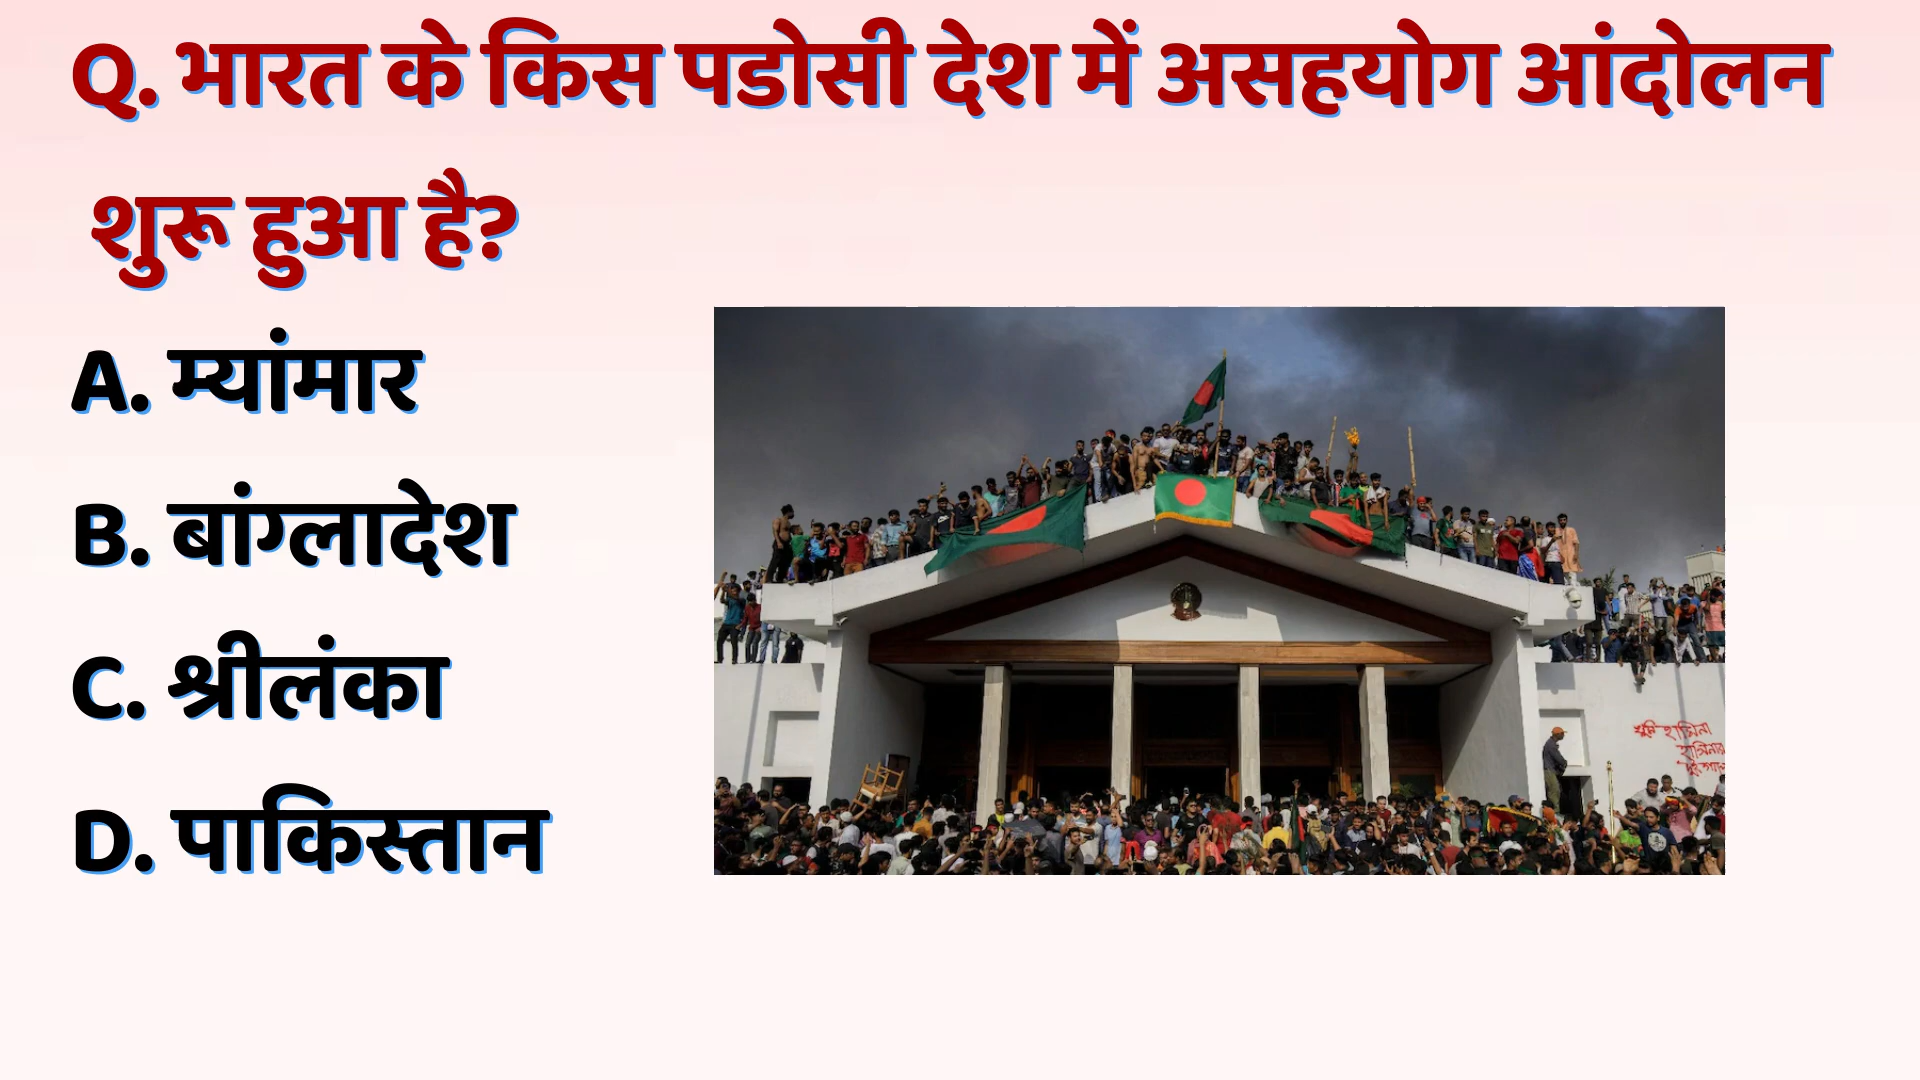 Q. भारत के किस पडोसी देश में असहयोग आंदोलन
शुरू हुआ है?
A. म्यांमार
B. बांग्लादेश
C. श्रीलंका
D. पाकिस्तान